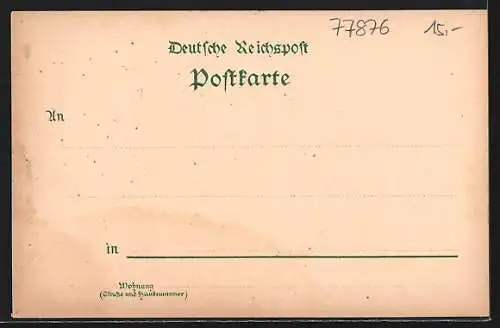 77876 15,-
Deutsche Reichspost
Postkarte
An
in
Wohnung
(Straße und Hausnummer)